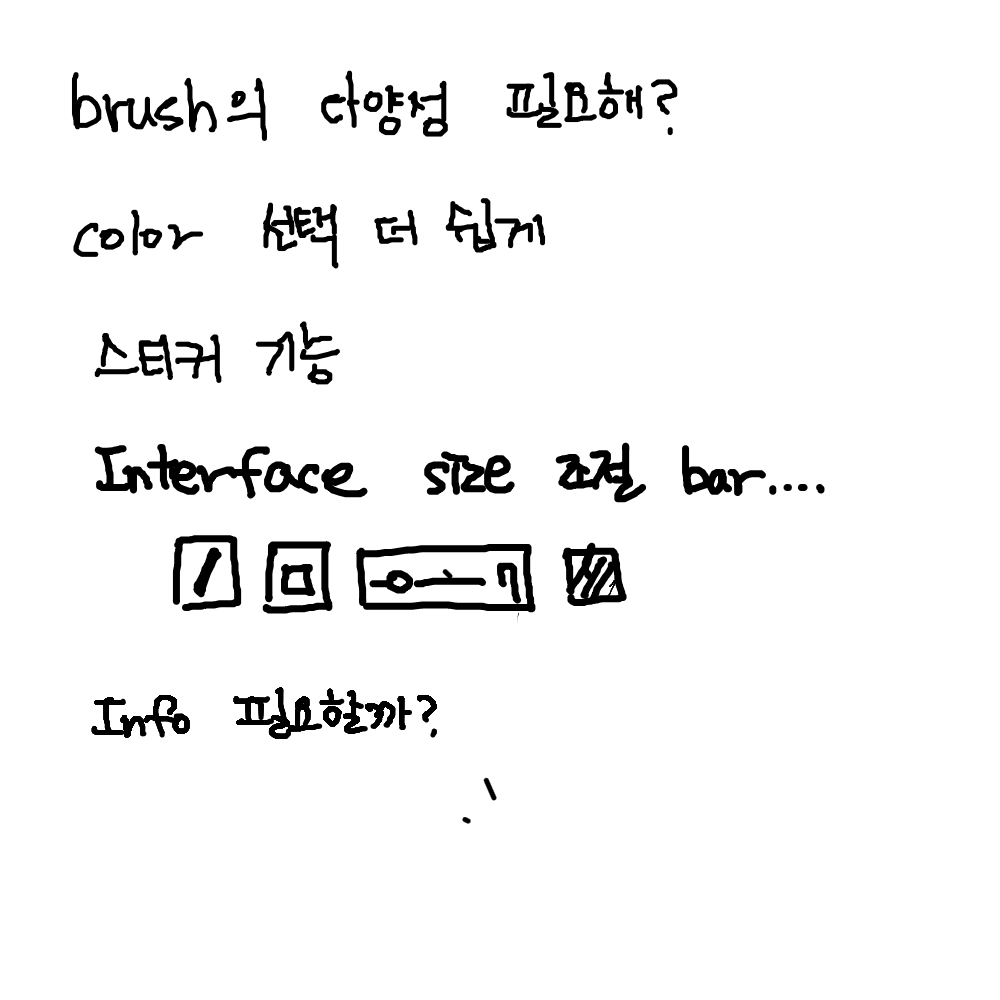 brush의 다양성 필요해?
color 선택 더 쉽게
스티커 기능
Interface size 조절 bar....
Info 필요할까?